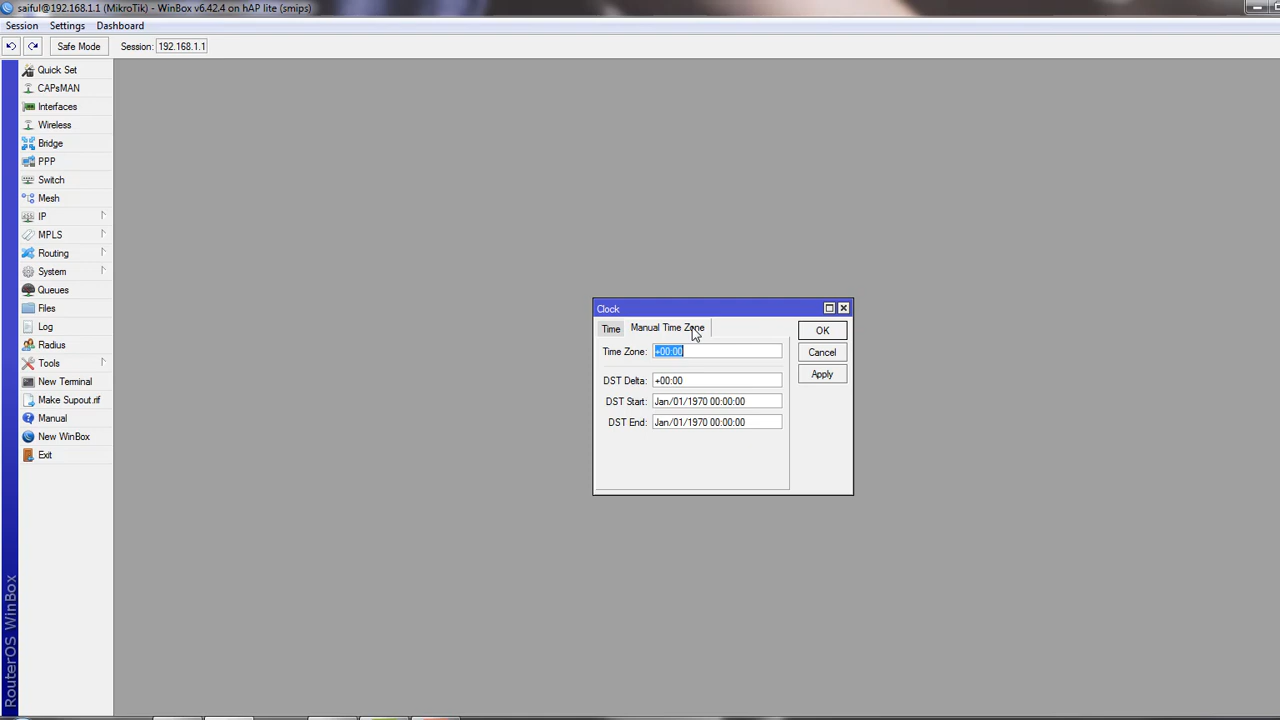 saiful@192.168.1.1 (MikroTik) - WinBox v6.42.4 on hAP lite (smips)
Session Settings Dashboard
Safe Mode Session: 192.168.1.1
Quick Set
CAPsMAN
Interfaces
Wireless
Bridge
PPP
Switch
Mesh
IP
MPLS
Routing
System
Queues
Files
Log
Radius
Tools
New Terminal
Make Supout.rif
Manual
New WinBox
Exit
RouterOS WinBox
Clock
Time Manual Time Zone
Time Zone: +00:00
DST Delta: +00:00
DST Start: Jan/01/1970 00:00:00
DST End: Jan/01/1970 00:00:00
OK
Cancel
Apply